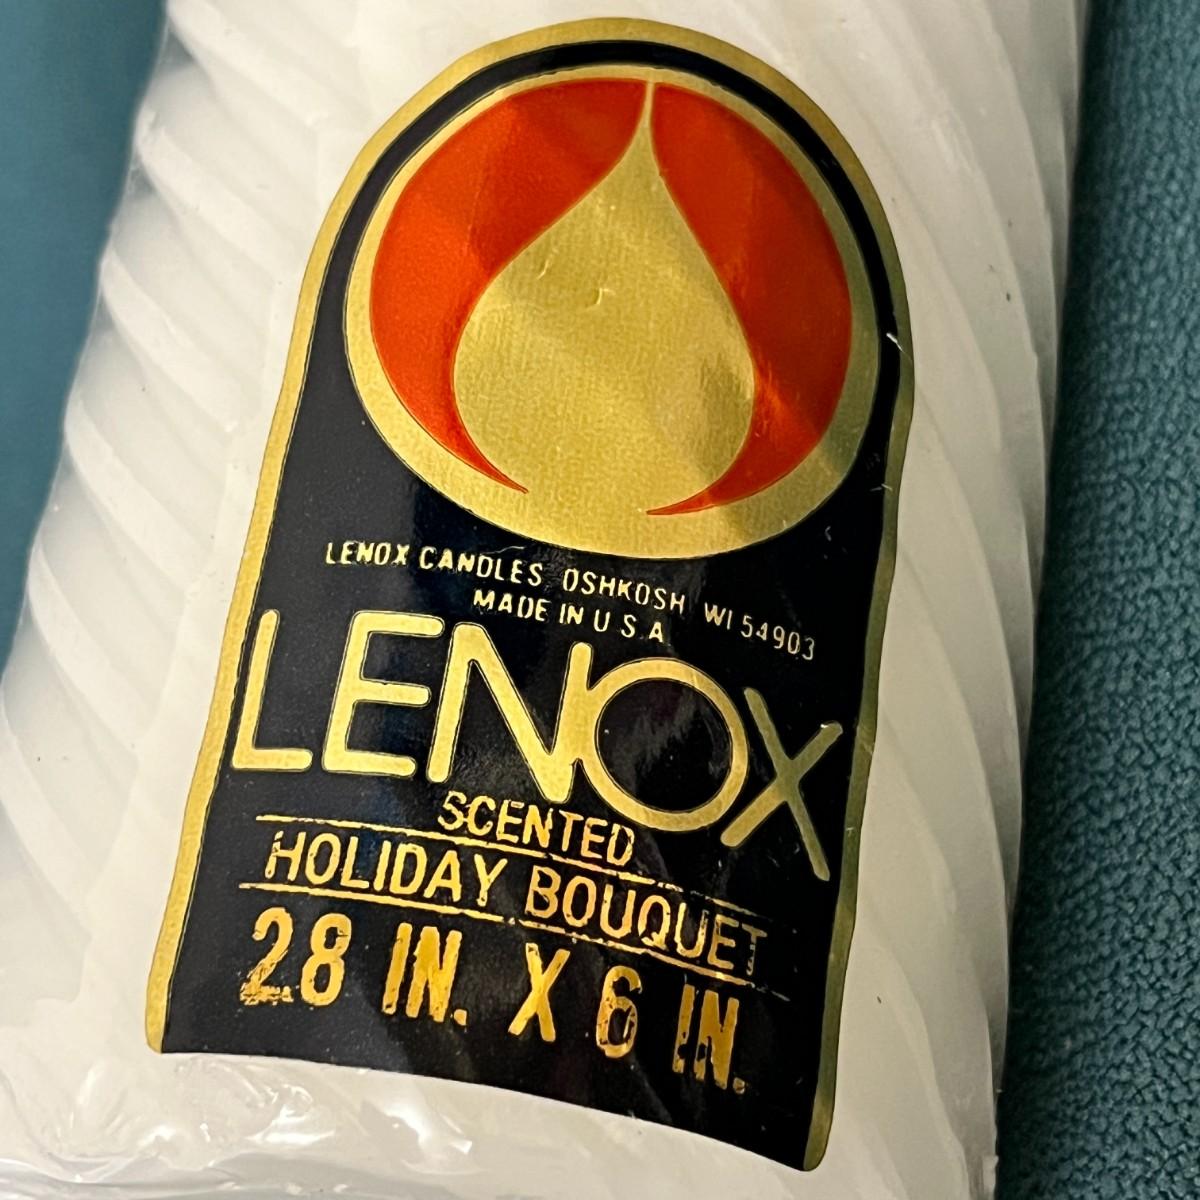 LENOX CANDLES OSHKOSH WI 54903
MADE IN U S A
LENOX
SCENTED
HOLIDAY BOUQUET
28 IN. X 6 IN.